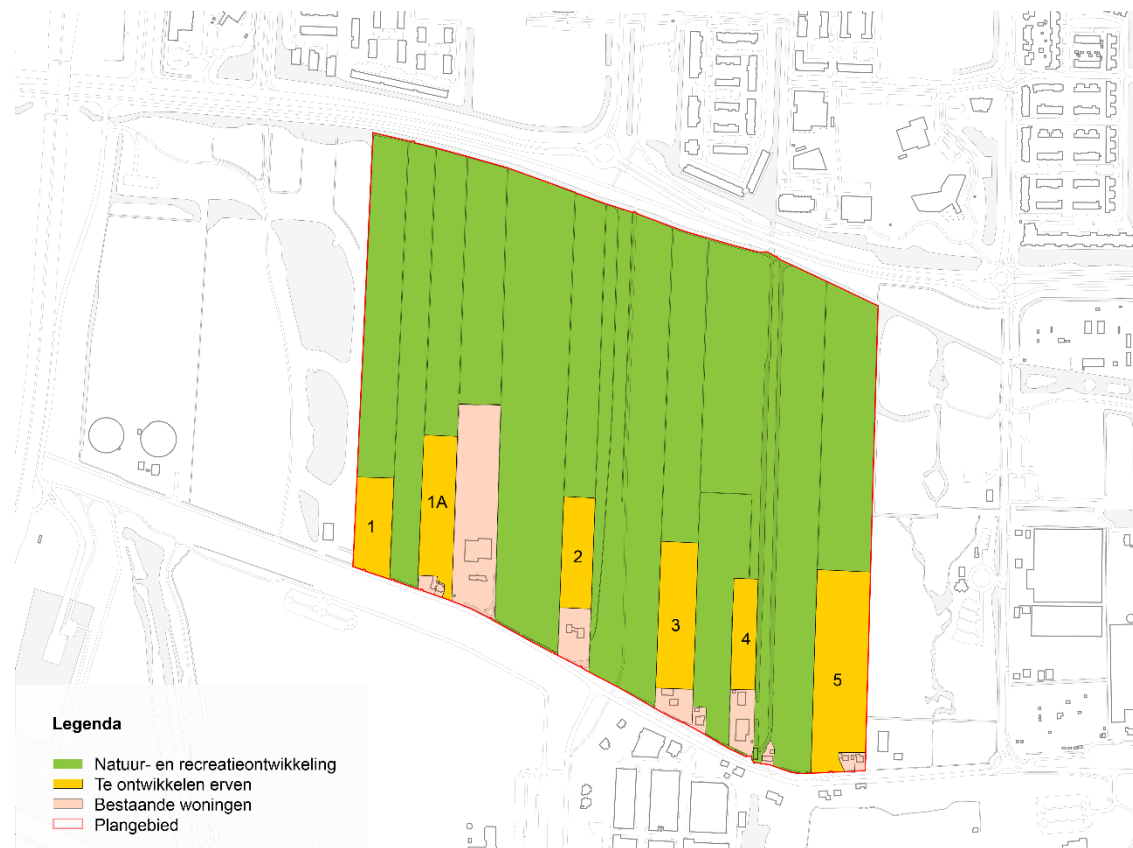 1
1A
2
3
4
5
Legenda
Natuur- en recreatieontwikkeling
Te ontwikkelen erven
Bestaande woningen
Plangebied